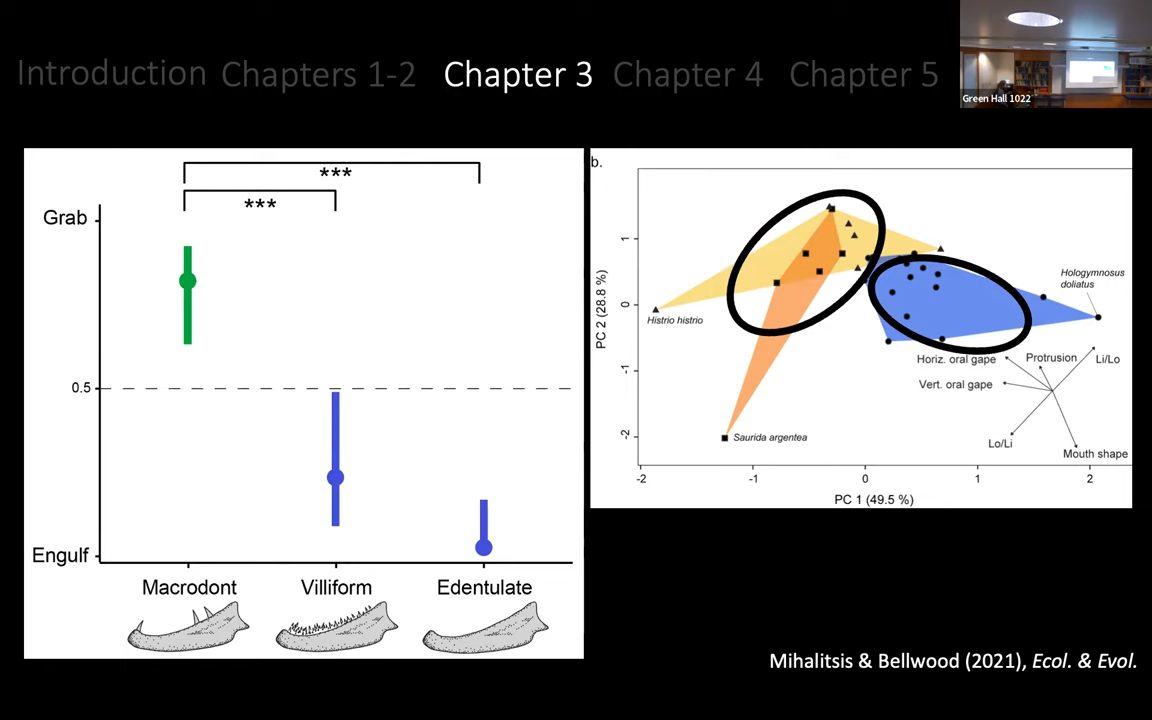 Introduction Chapters 1-2 Chapter 3 Chapter 4 Chapter 5
Green Hall 1022
***
***
Grab
0.5
Engulf
Macrodont Villiform Edentulate
b.
PC 2 (28.8 %)
1
0
-1
-2
Hologymnosus
doliatus
Histrio histrio
Saurida argentea
Horiz. oral gape
Protrusion
Li/Lo
Vert. oral gape
Lo/Li
Mouth shape
-2 -1 0 1 2
PC 1 (49.5 %)
Mihalitsis & Bellwood (2021), Ecol. & Evol.